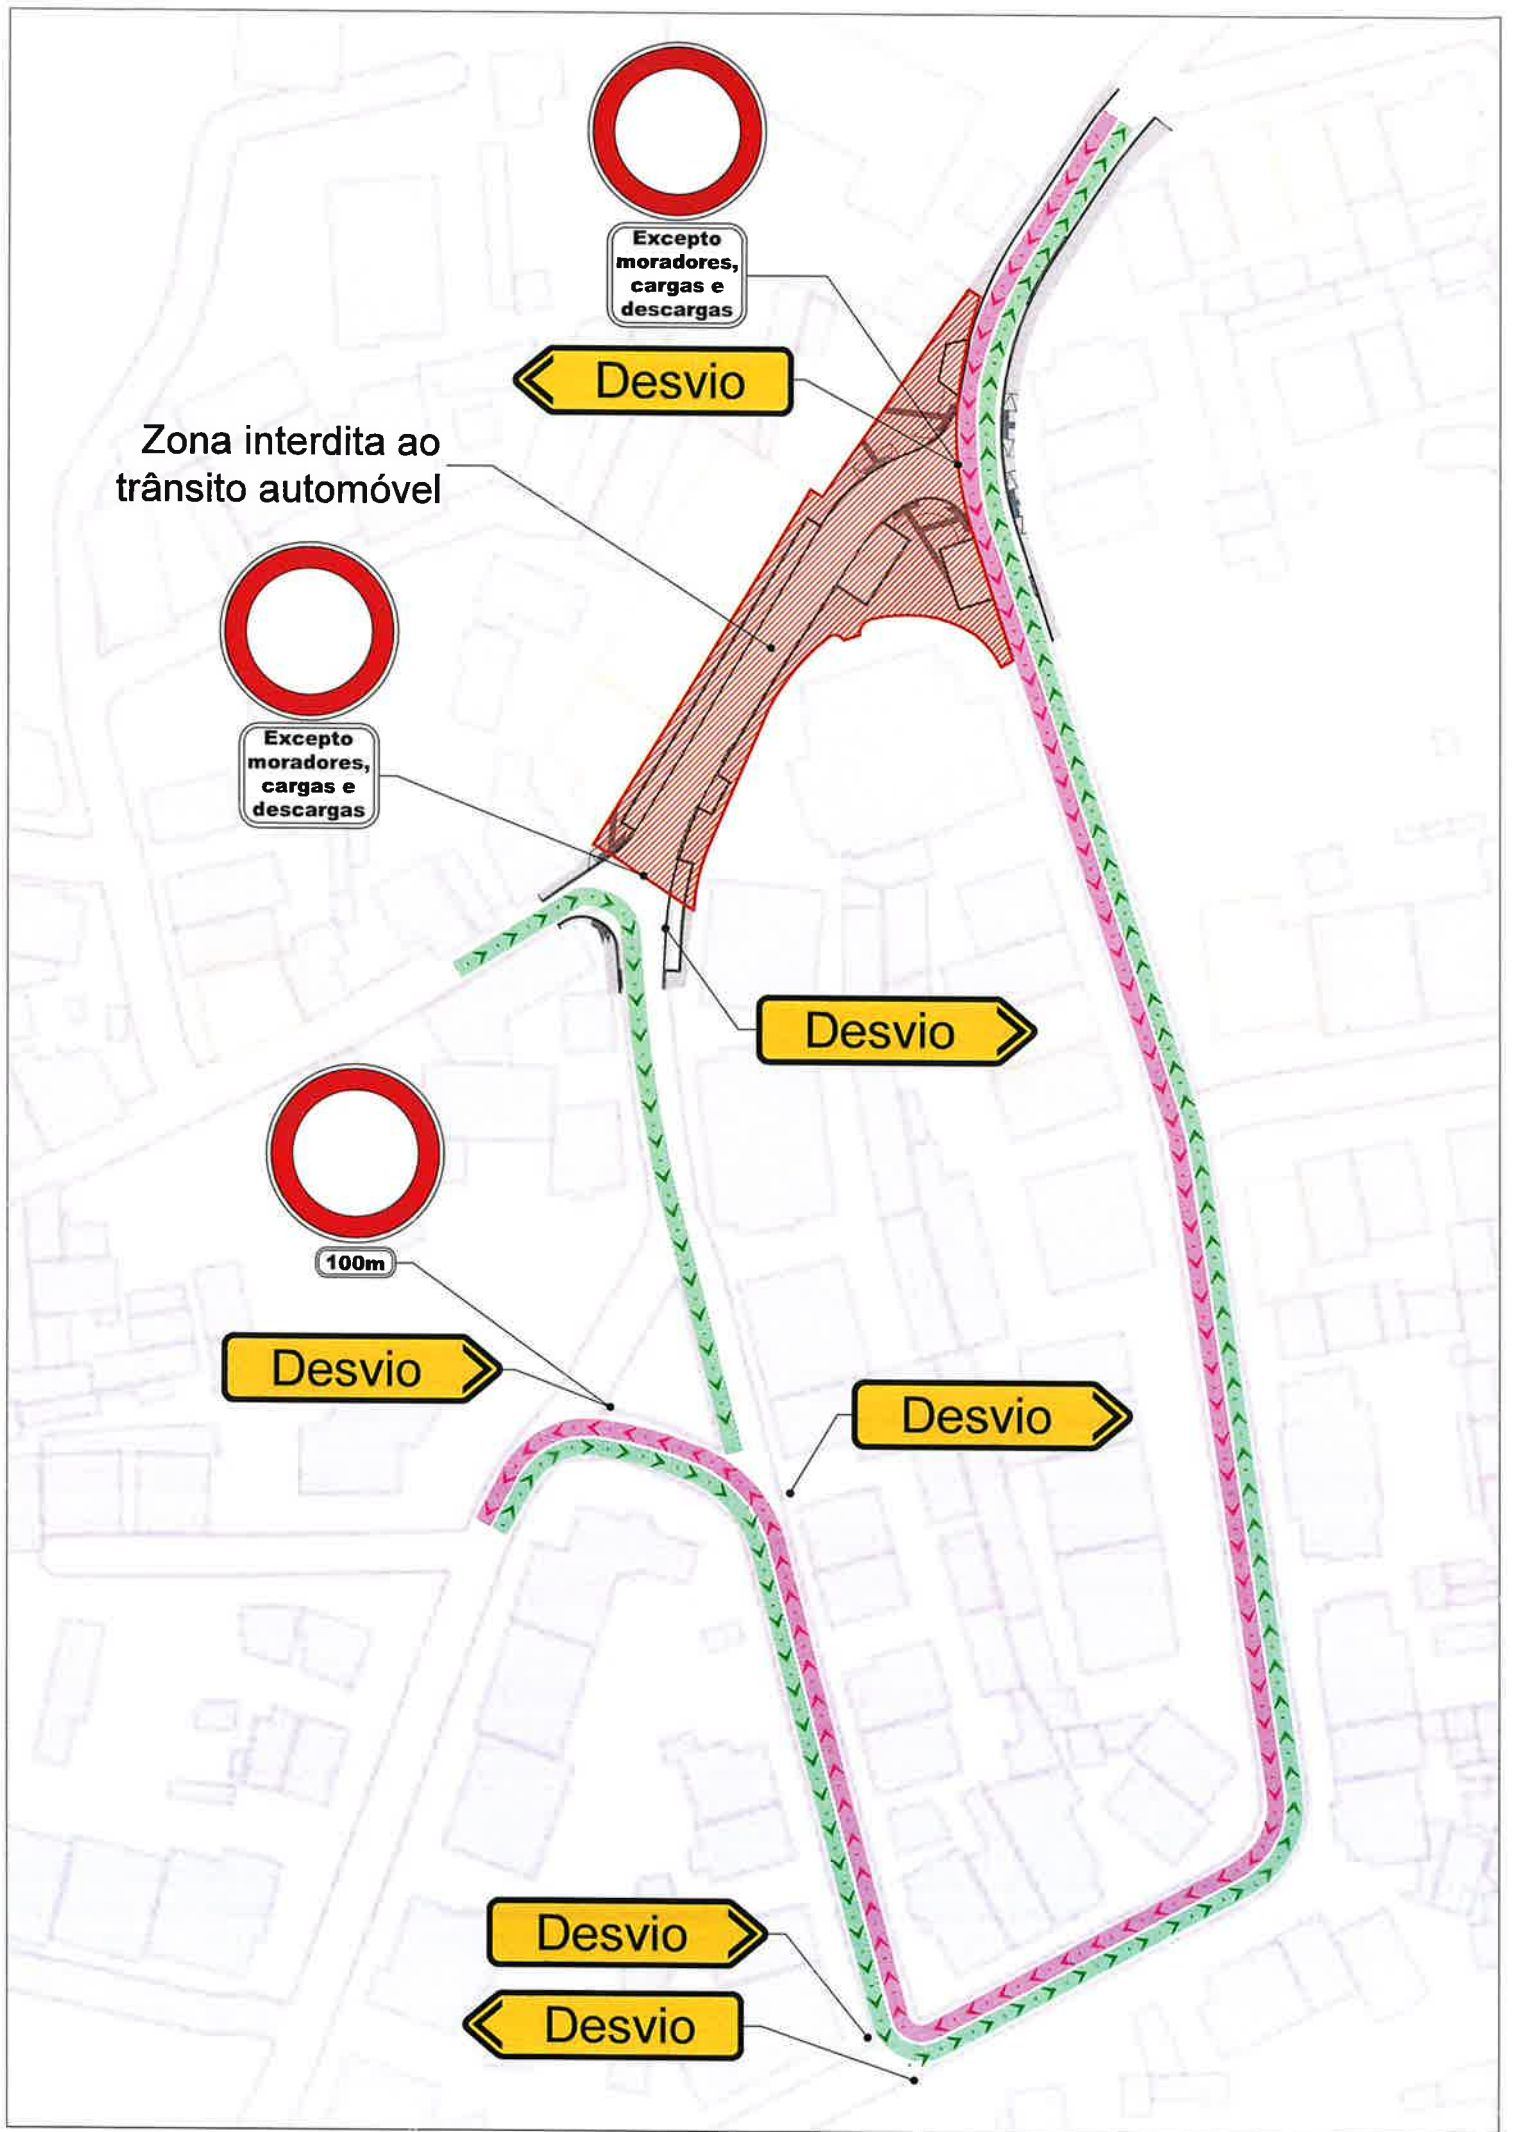 Excepto
moradores,
cargas e
descargas
Desvio
Zona interdita ao
trânsito automóvel
Excepto
moradores,
cargas e
descargas
Desvio
100m
Desvio
Desvio
Desvio
Desvio